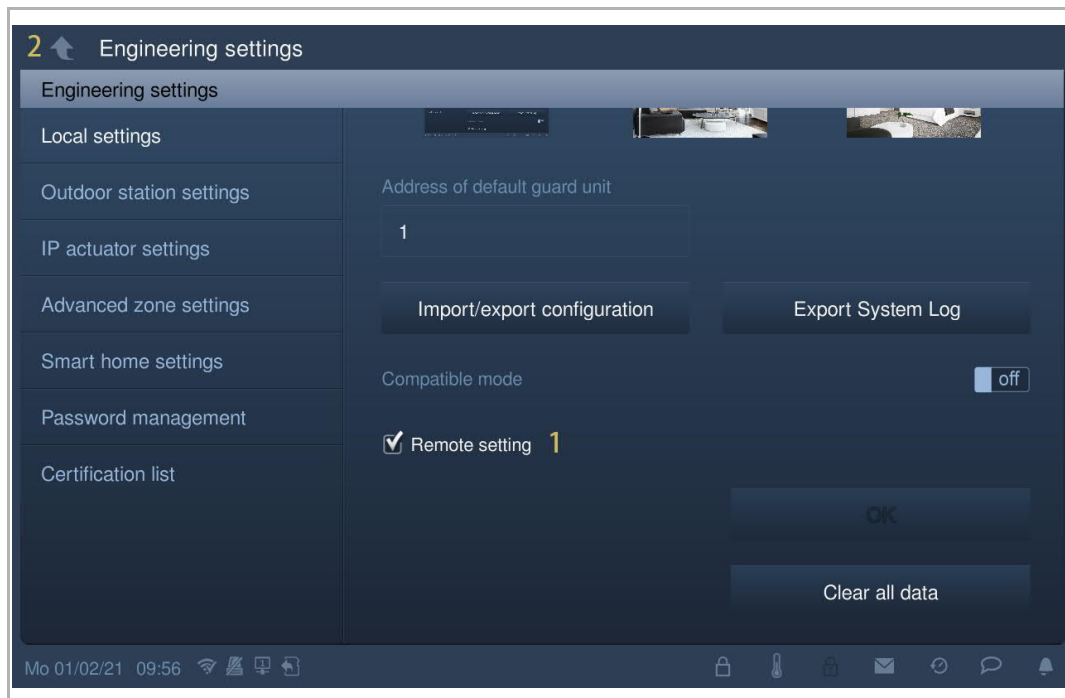 2 Engineering settings
Engineering settings
Local settings
Outdoor station settings
IP actuator settings
Advanced zone settings
Smart home settings
Password management
Certification list
Address of default guard unit
1
Import/export configuration
Export System Log
Compatible mode
off
Remote setting 1
OK
Clear all data
Mo 01/02/21 09:56